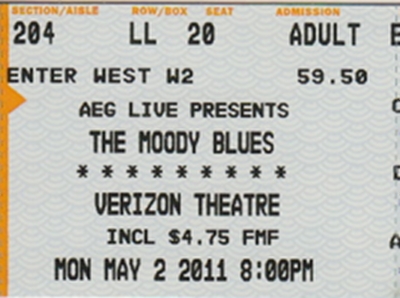 SECTION/AISLE ROW/BOX SEAT ADMISSION
204 LL 20 ADULT
ENTER WEST W2 59.50
AEG LIVE PRESENTS
THE MOODY BLUES
* * * * * * * * *
VERIZON THEATRE
INCL $4.75 FMF
MON MAY 2 2011 8:00PM